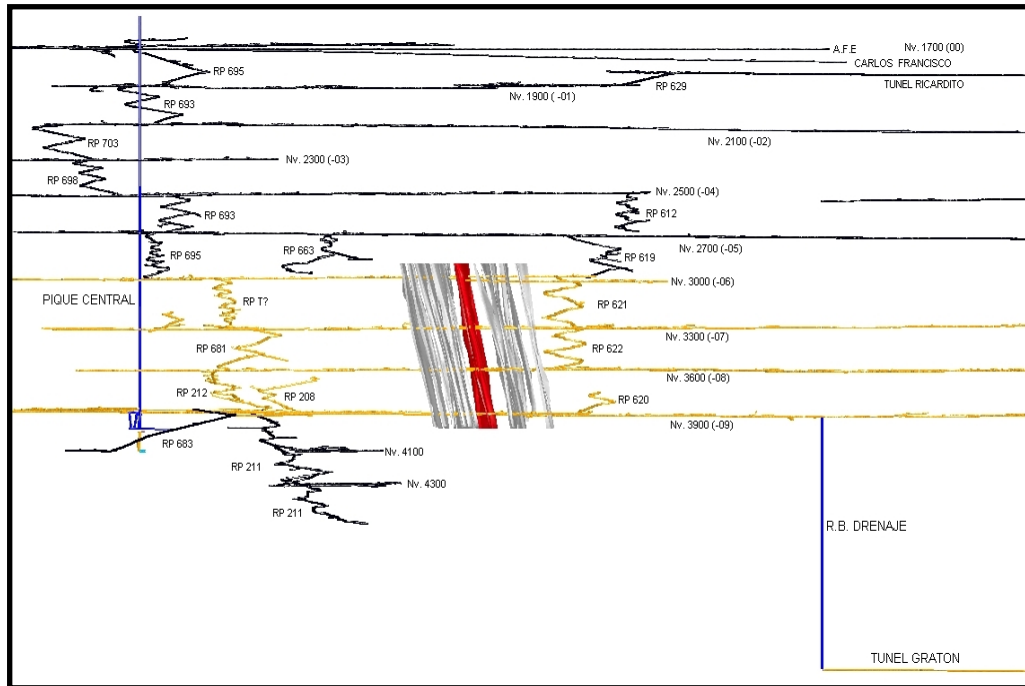 A.F.E
Nv. 1700 (00)
CARLOS FRANCISCO
RP 695
RP 629
TUNEL RICARDITO
Nv. 1900 ( -01)
RP 693
Nv. 2100 (-02)
RP 703
Nv. 2300 (-03)
RP 698
Nv. 2500 (-04)
RP 693
RP 612
Nv. 2700 (-05)
RP 695
RP 663
RP 619
Nv. 3000 (-06)
PIQUE CENTRAL
RP T?
RP 621
Nv. 3300 (-07)
RP 681
RP 622
Nv. 3600 (-08)
RP 212
RP 208
RP 620
Nv. 3900 (-09)
RP 683
Nv. 4100
RP 211
Nv. 4300
RP 211
R.B. DRENAJE
TUNEL GRATON